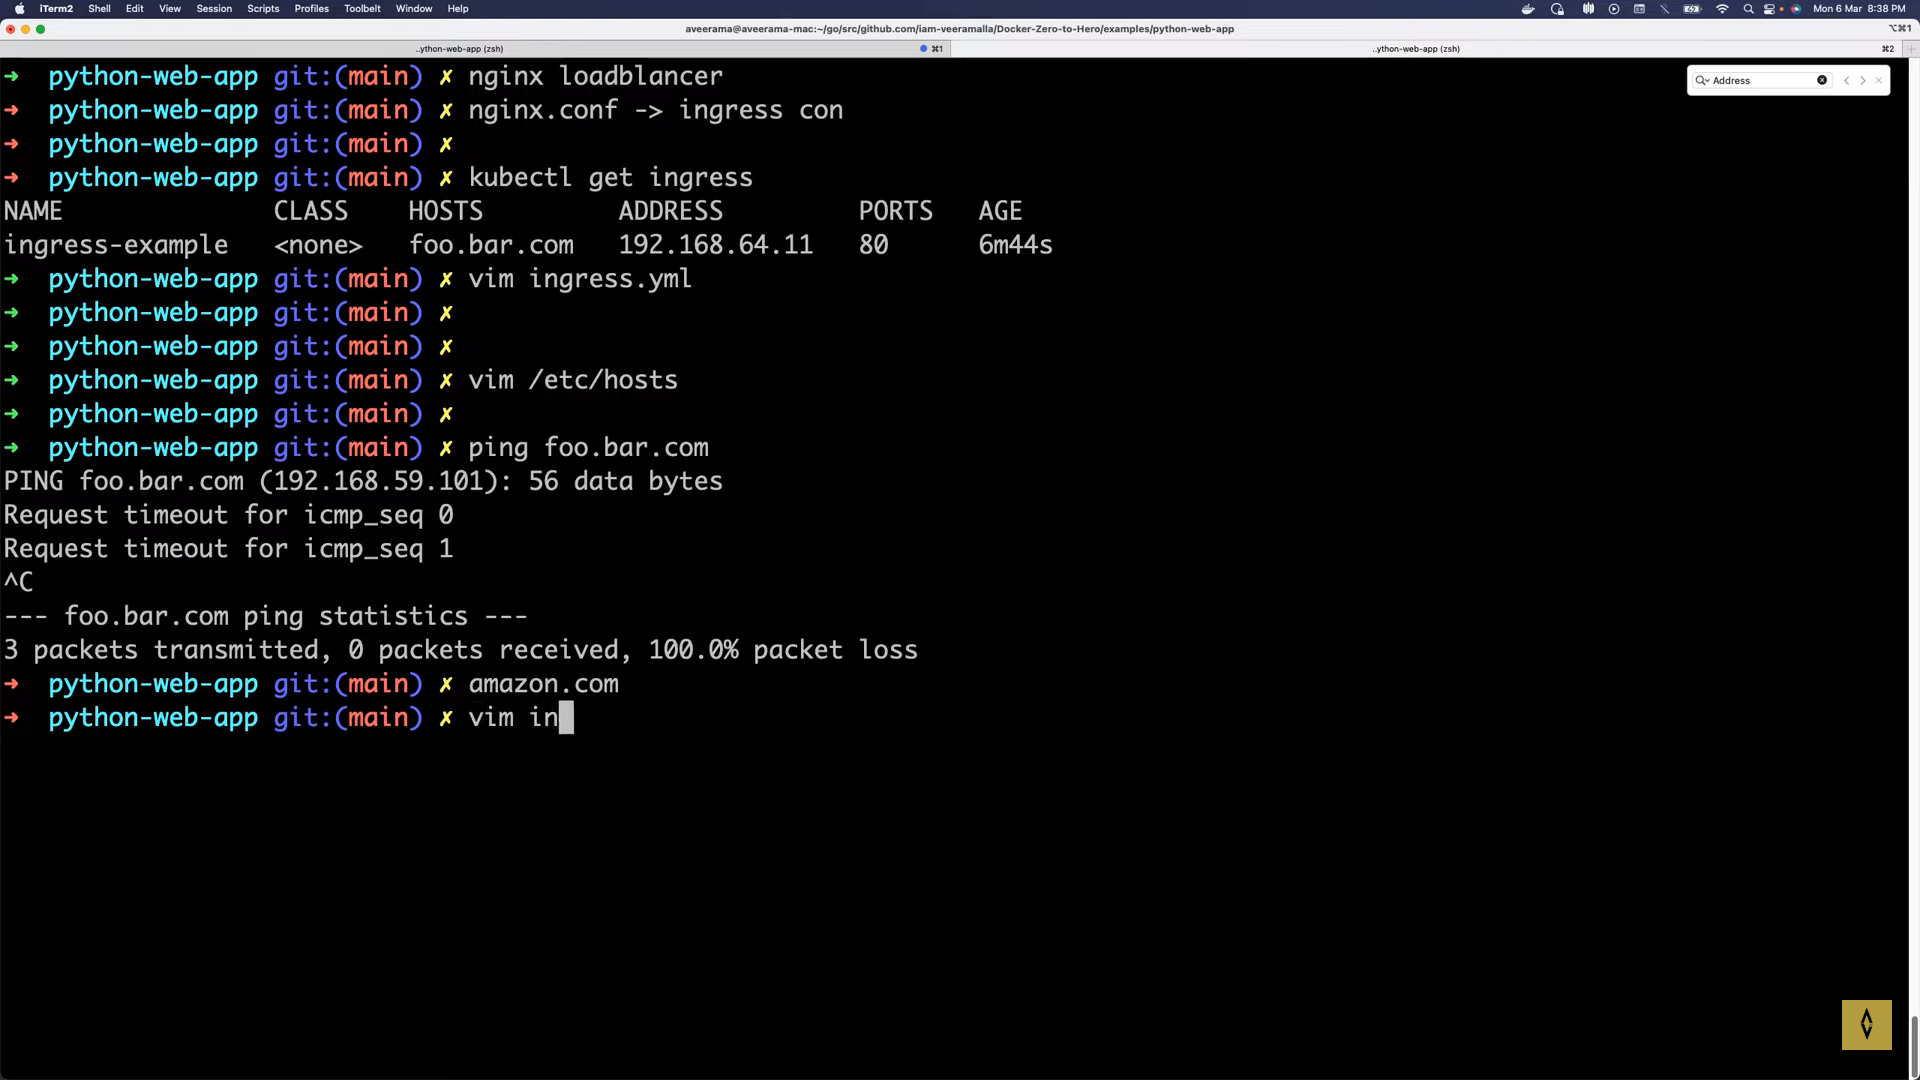 iTerm2 Shell Edit View Session Scripts Profiles Toolbelt Window Help Mon 6 Mar 8:38 PM
aveerama@aveerama-mac:~/go/src/github.com/iam-veeramalla/Docker-Zero-to-Hero/examples/python-web-app ⌥⌘1
..ython-web-app (zsh) ⌘1 ..ython-web-app (zsh) ⌘2
Address
➜ python-web-app git:(main) ✗ nginx loadblancer
➜ python-web-app git:(main) ✗ nginx.conf -> ingress con
➜ python-web-app git:(main) ✗
➜ python-web-app git:(main) ✗ kubectl get ingress
NAME CLASS HOSTS ADDRESS PORTS AGE
ingress-example <none> foo.bar.com 192.168.64.11 80 6m44s
➜ python-web-app git:(main) ✗ vim ingress.yml
➜ python-web-app git:(main) ✗
➜ python-web-app git:(main) ✗
➜ python-web-app git:(main) ✗ vim /etc/hosts
➜ python-web-app git:(main) ✗
➜ python-web-app git:(main) ✗ ping foo.bar.com
PING foo.bar.com (192.168.59.101): 56 data bytes
Request timeout for icmp_seq 0
Request timeout for icmp_seq 1
^C
--- foo.bar.com ping statistics ---
3 packets transmitted, 0 packets received, 100.0% packet loss
➜ python-web-app git:(main) ✗ amazon.com
➜ python-web-app git:(main) ✗ vim in